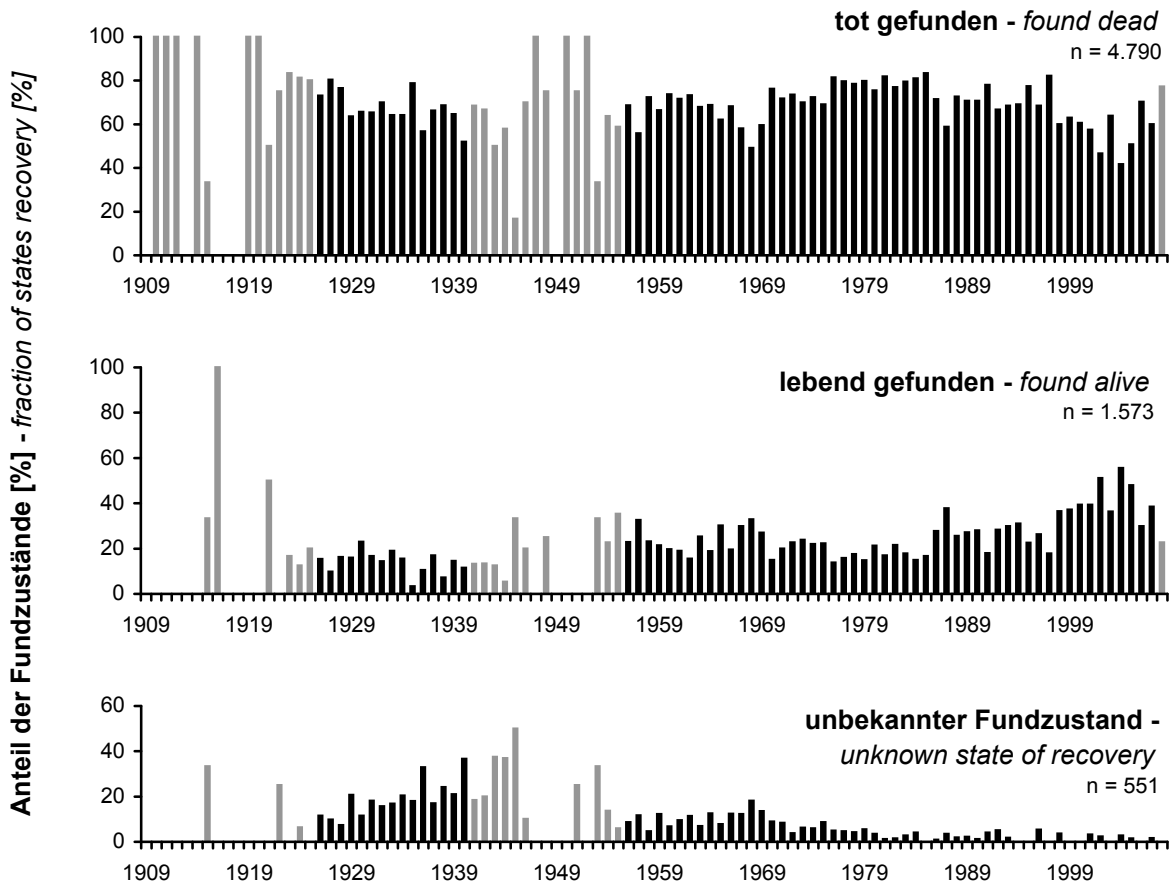 Anteil der Fundzustände [%] - fraction of states recovery [%]
tot gefunden - found dead
n = 4.790
100
80
60
40
20
0
1909 1919 1929 1939 1949 1959 1969 1979 1989 1999
lebend gefunden - found alive
n = 1.573
100
80
60
40
20
0
1909 1919 1929 1939 1949 1959 1969 1979 1989 1999
unbekannter Fundzustand -
unknown state of recovery
n = 551
60
40
20
0
1909 1919 1929 1939 1949 1959 1969 1979 1989 1999